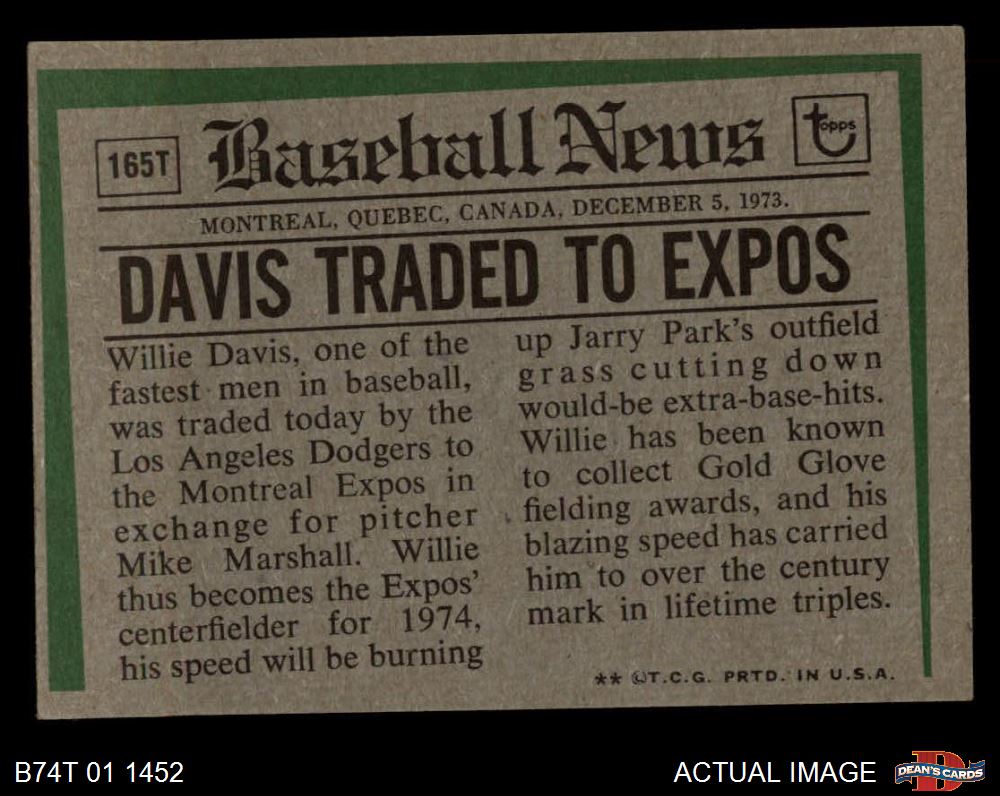 165T
Baseball News
topps
MONTREAL, QUEBEC, CANADA, DECEMBER 5, 1973.
DAVIS TRADED TO EXPOS
Willie Davis, one of the
fastest men in baseball,
was traded today by the
Los Angeles Dodgers to
the Montreal Expos in
exchange for pitcher
Mike Marshall. Willie
thus becomes the Expos'
centerfielder for 1974,
his speed will be burning
up Jarry Park's outfield
grass cutting down
would-be extra-base-hits.
Willie has been known
to collect Gold Glove
fielding awards, and his
blazing speed has carried
him to over the century
mark in lifetime triples.
** ©T.C.G. PRTD. IN U.S.A.
B74T 01 1452
ACTUAL IMAGE
D
DEAN'S CARDS